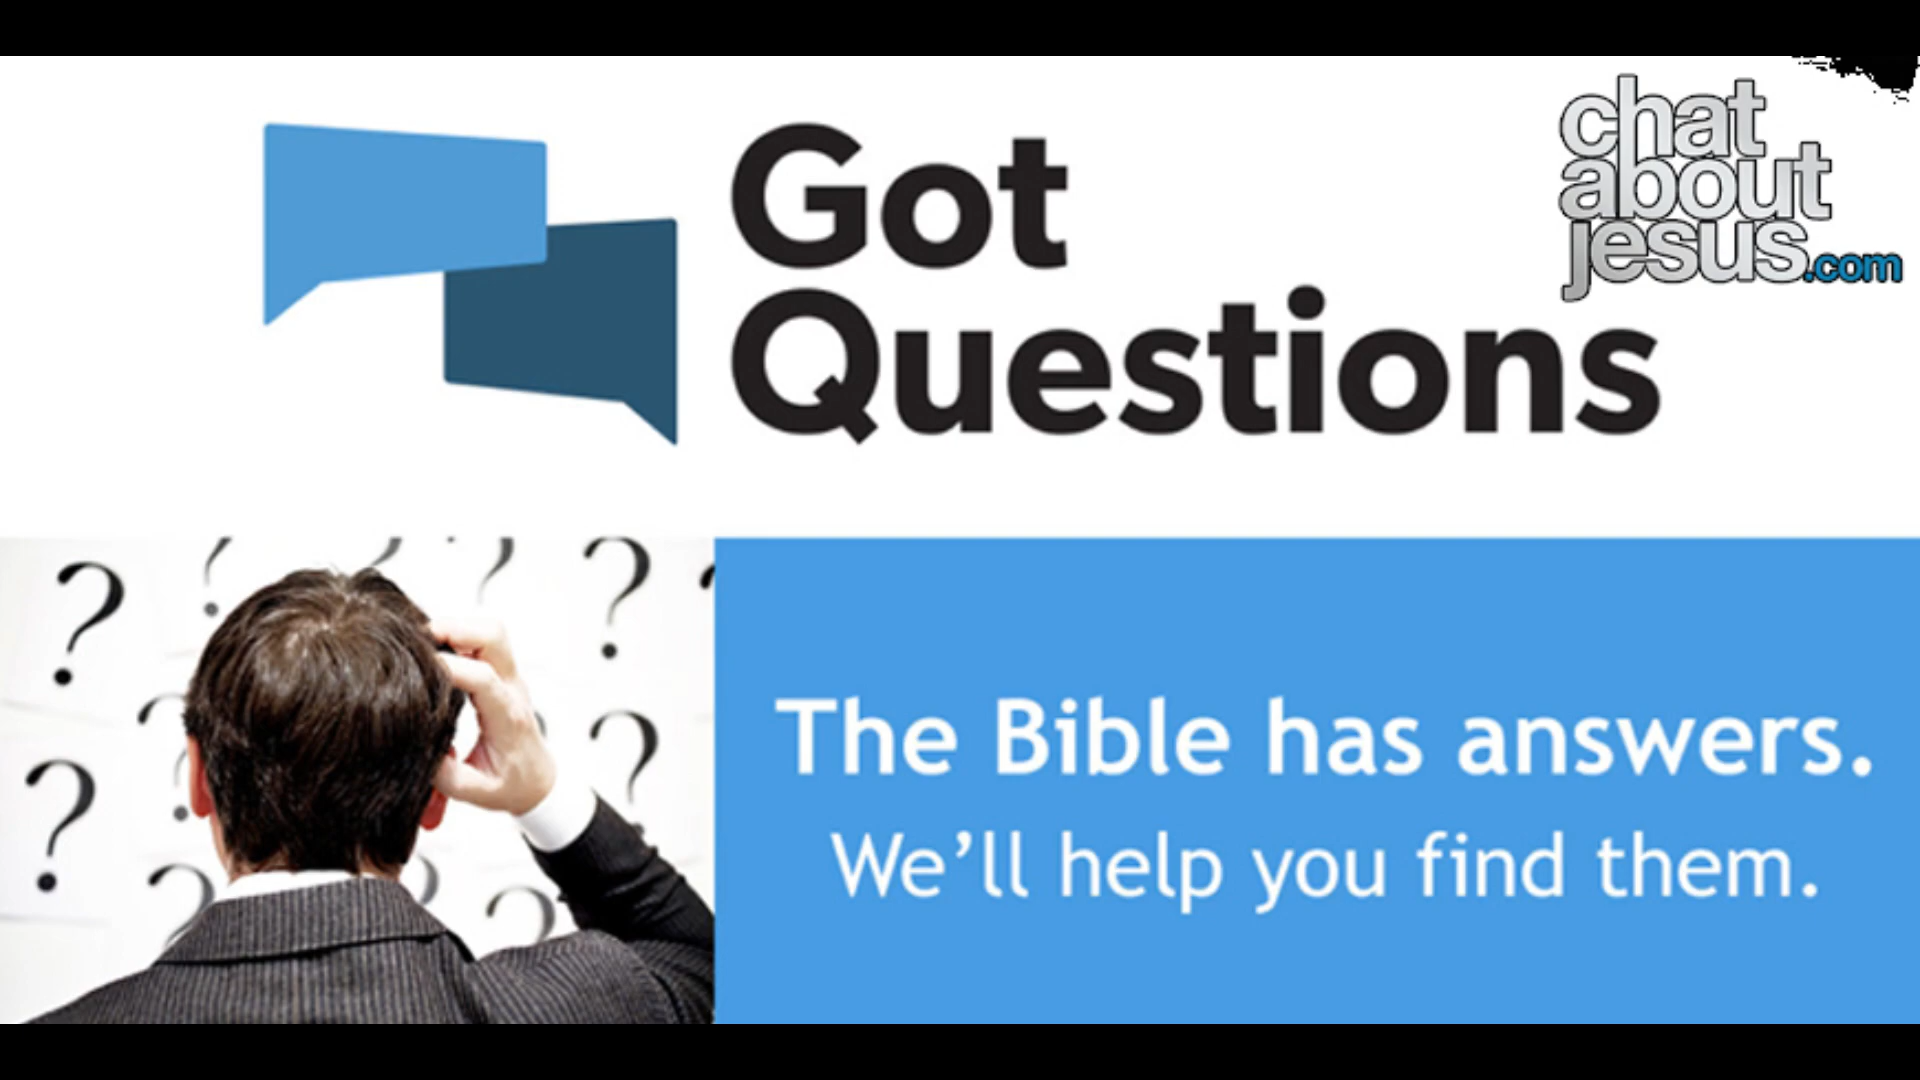 Got
Questions
chat
about
jesus.com
The Bible has answers.
We’ll help you find them.